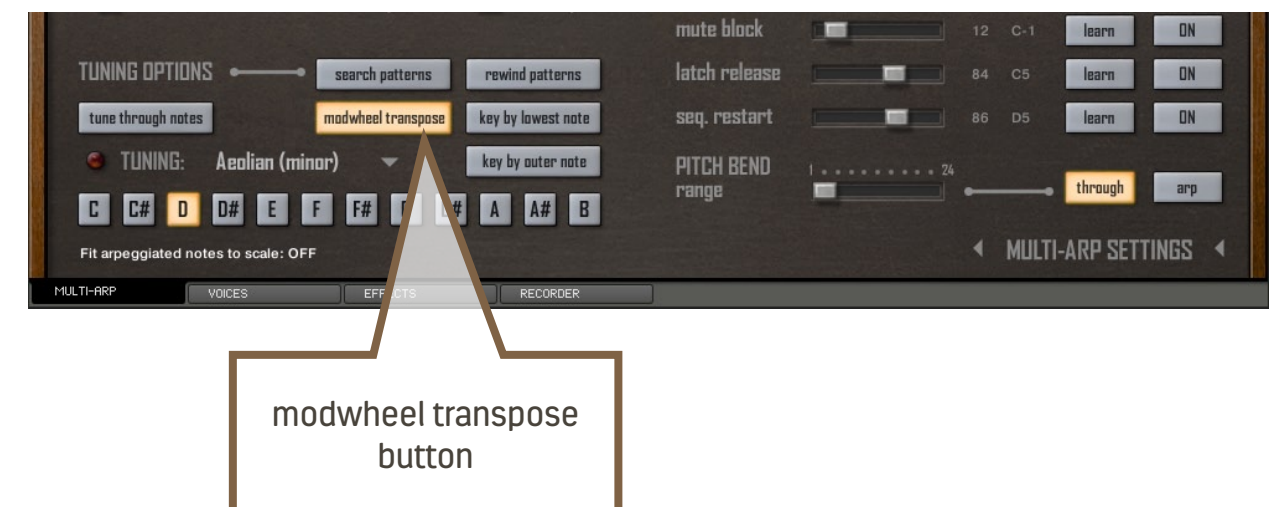 mute block 12 C-1 learn ON
TUNING OPTIONS search patterns rewind patterns latch release 84 C5 learn ON
tune through notes modwheel transpose key by lowest note seq. restart 86 D5 learn ON
TUNING: Aeolian (minor) key by outer note PITCH BEND 1 24
range through arp
C C# D D# E F F# A A# B
Fit arpeggiated notes to scale: OFF MULTI-ARP SETTINGS
MULTI-ARP VOICES EFFECTS RECORDER
modwheel transpose
button